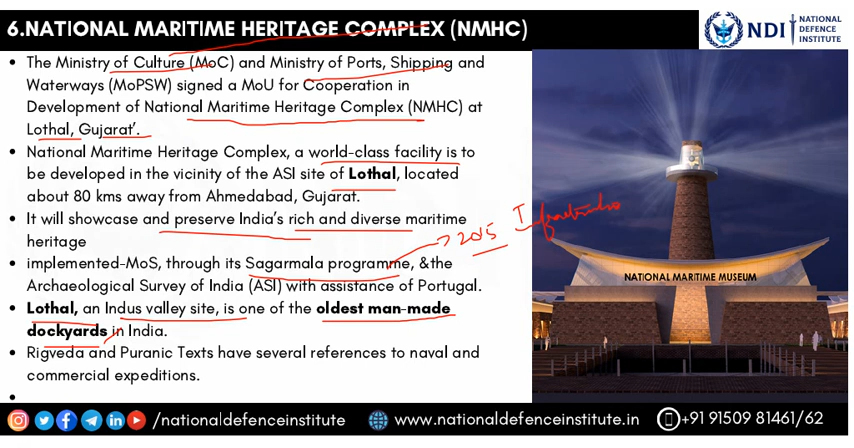 6.NATIONAL MARITIME HERITAGE COMPLEX (NMHC)
NDI
NATIONAL
DEFENCE
INSTITUTE
• The Ministry of Culture (MoC) and Ministry of Ports, Shipping and
Waterways (MoPSW) signed a MoU for Cooperation in
Development of National Maritime Heritage Complex (NMHC) at
Lothal, Gujarat’.
• National Maritime Heritage Complex, a world-class facility is to
be developed in the vicinity of the ASI site of Lothal, located
about 80 kms away from Ahmedabad, Gujarat.
• It will showcase and preserve India’s rich and diverse maritime
heritage
• implemented-MoS, through its Sagarmala programme, &the
Archaeological Survey of India (ASI) with assistance of Portugal.
• Lothal, an Indus valley site, is one of the oldest man-made
dockyards in India.
• Rigveda and Puranic Texts have several references to naval and
commercial expeditions.
•
2015
NATIONAL MARITIME MUSEUM
/nationaldefenceinstitute
www.nationaldefenceinstitute.in
+91 91509 81461/62